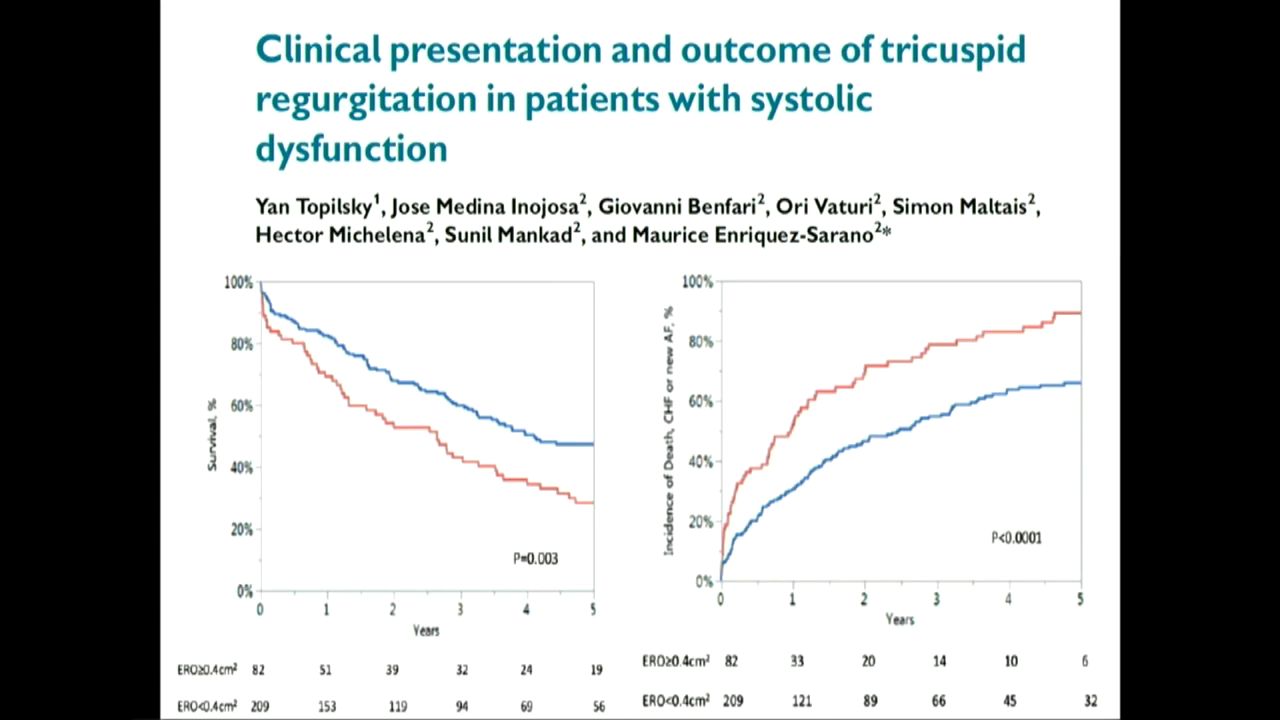 Clinical presentation and outcome of tricuspid
regurgitation in patients with systolic
dysfunction
Yan Topilsky¹, Jose Medina Inojosa², Giovanni Benfari², Ori Vaturi², Simon Maltais²,
Hector Michelena², Sunil Mankad², and Maurice Enriquez-Sarano²*
100%
80%
60%
40%
20%
0%
Survival, %
P=0.003
0 1 2 3 4 5
Years
ERO≥0.4cm² 82 51 39 32 24 19
ERO<0.4cm² 209 153 119 94 69 56
100%
80%
60%
40%
20%
0%
Incidence of Death, CHF or new AF, %
P<0.0001
0 1 2 3 4 5
Years
ERO≥0.4cm² 82 33 20 14 10 6
ERO<0.4cm² 209 121 89 66 45 32